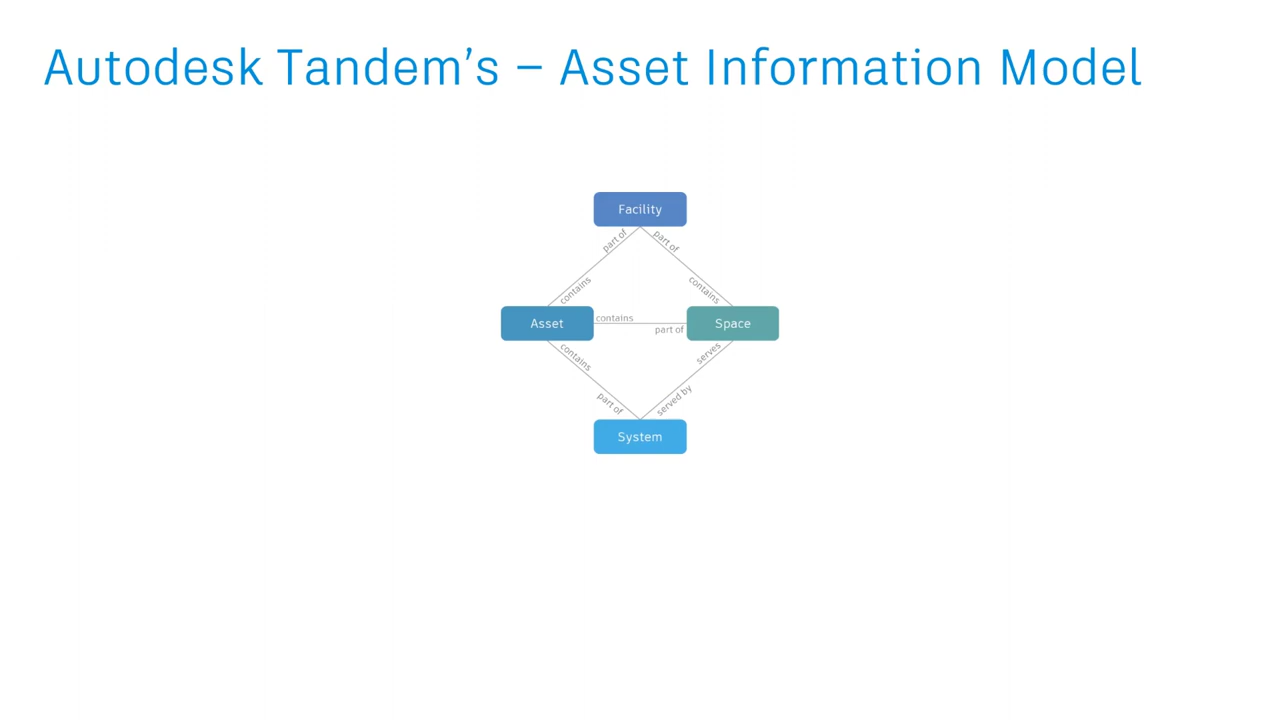 Autodesk Tandem’s – Asset Information Model
Facility
part of
part of
contains
contains
Asset
contains
part of
Space
contains
serves
part of
served by
System